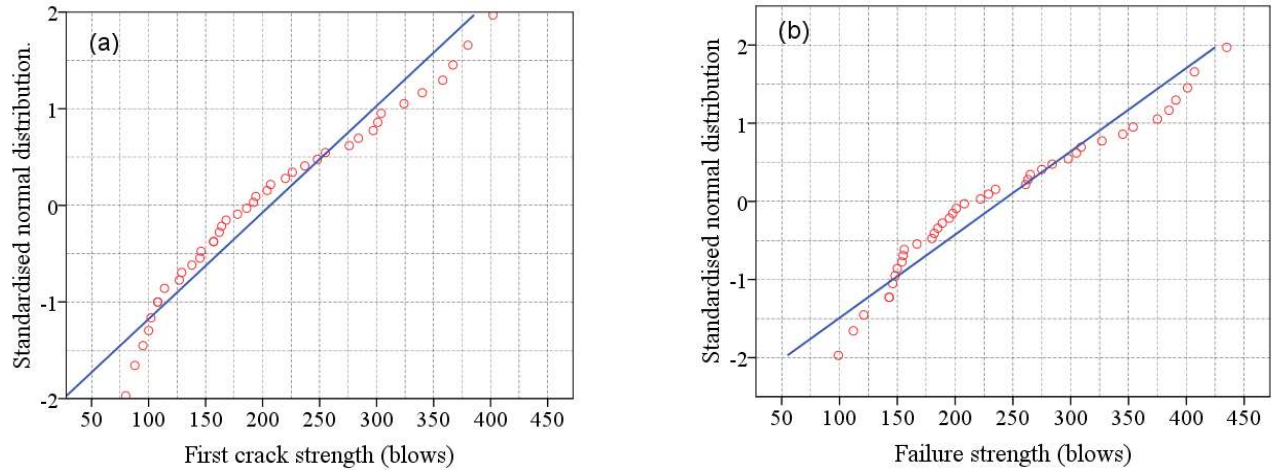 (a)
Standardised normal distribution.
2
1
0
-1
-2
50 100 150 200 250 300 350 400 450
First crack strength (blows)
(b)
Standardised normal distribution
2
1
0
-1
-2
50 100 150 200 250 300 350 400 450
Failure strength (blows)